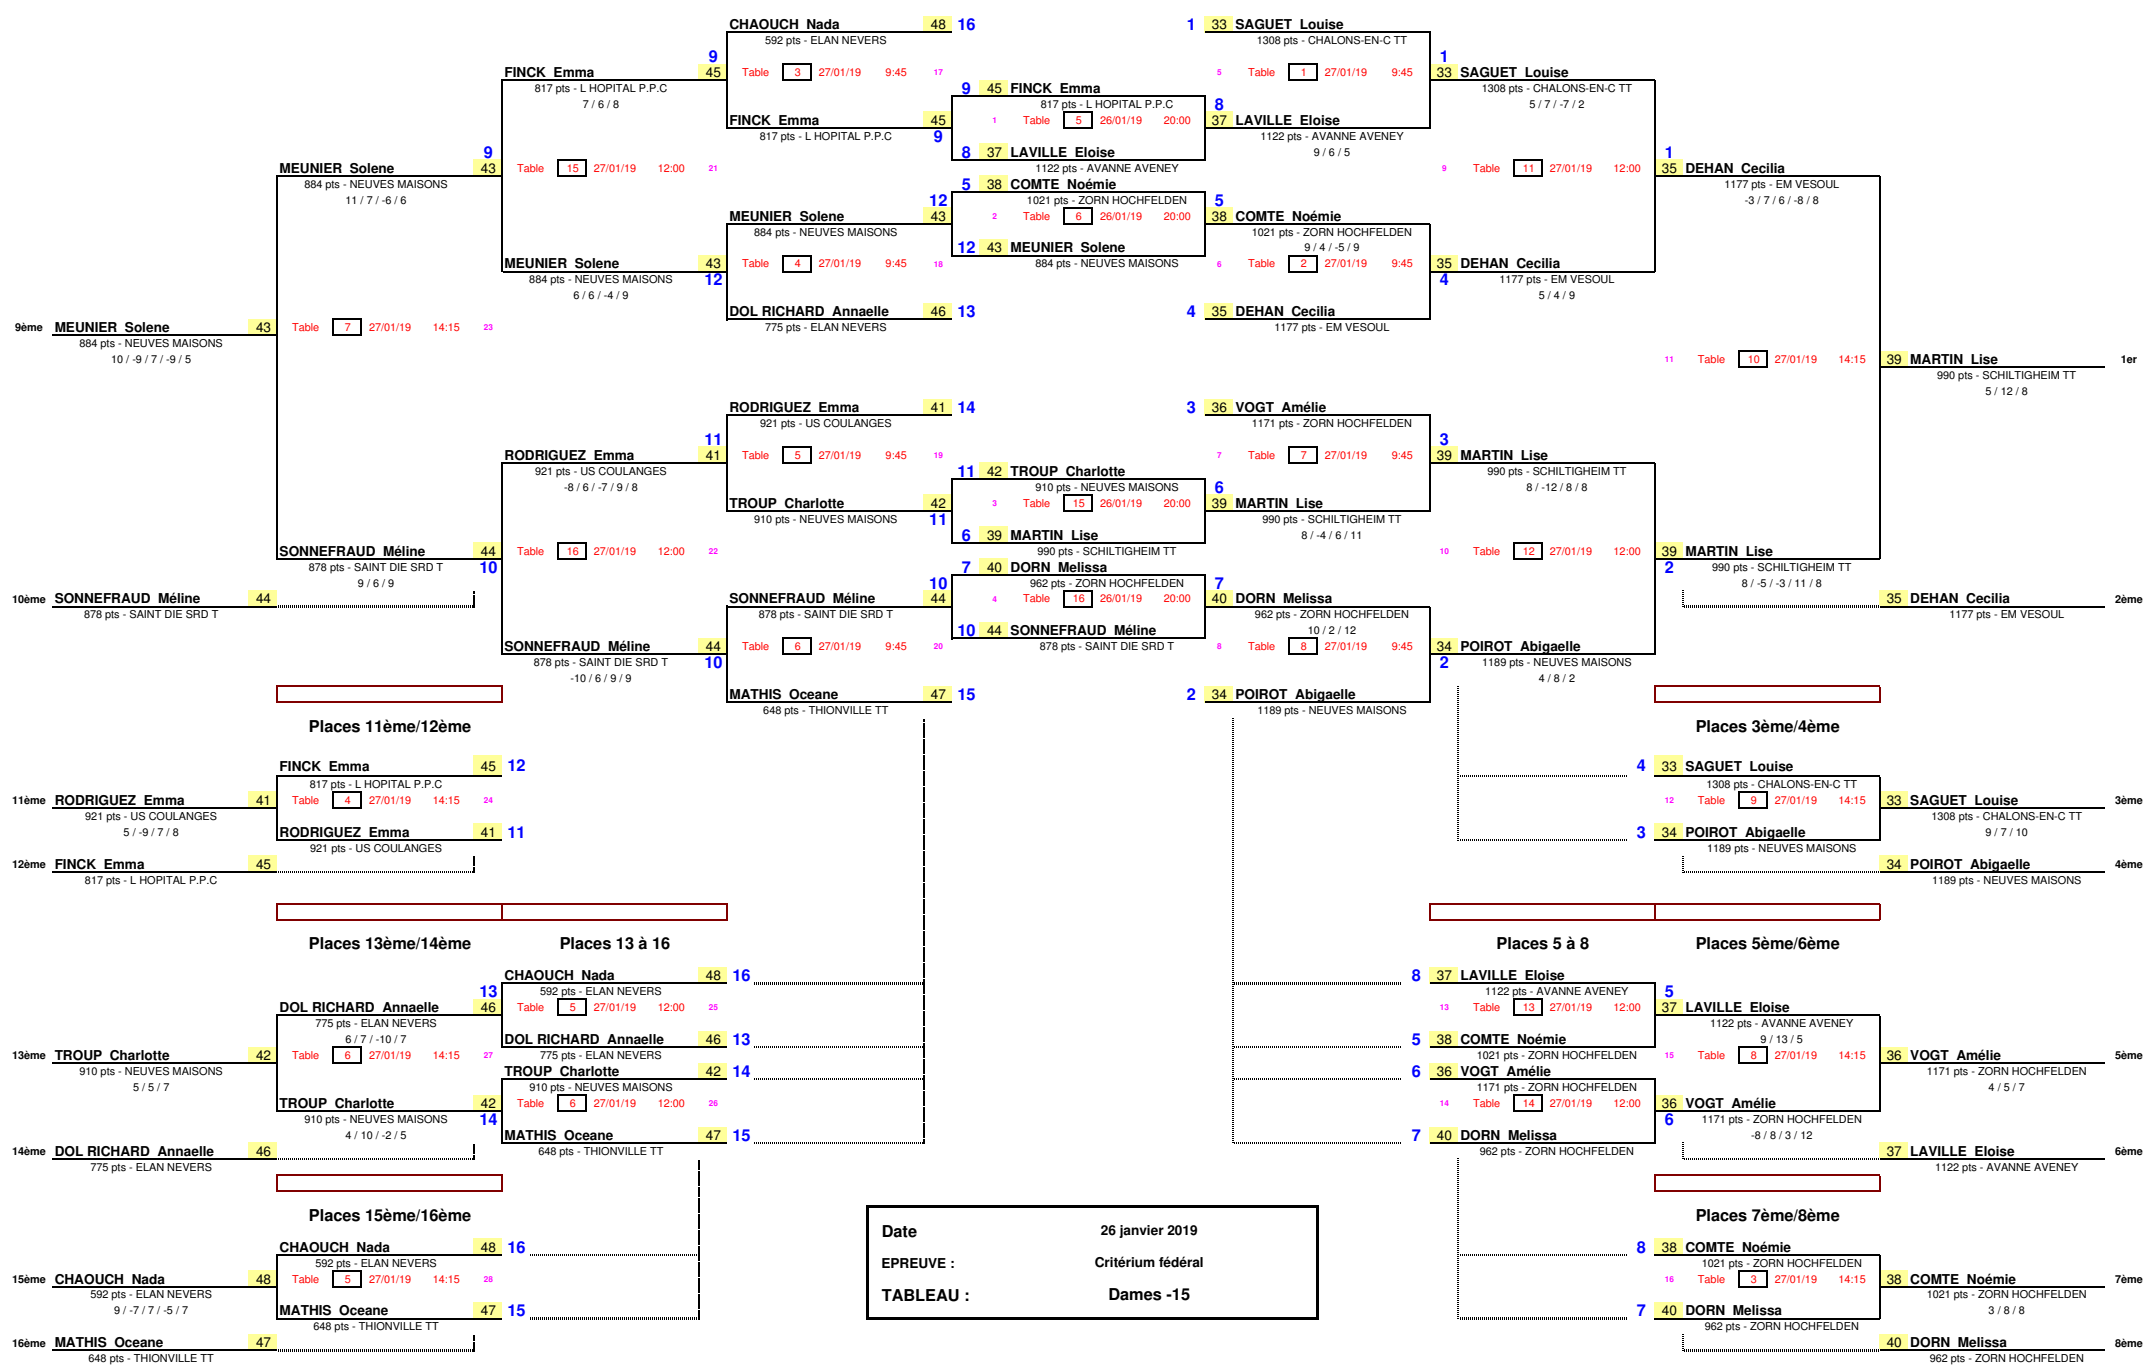 CHAOUCH Nada 48 16
592 pts - ELAN NEVERS
1 33 SAGUET Louise
1308 pts - CHALONS-EN-C TT
9
FINCK Emma 45
817 pts - L HOPITAL P.P.C
7 / 6 / 8
Table 3 27/01/19 9:45 17
5 Table 1 27/01/19 9:45
1
33 SAGUET Louise
1308 pts - CHALONS-EN-C TT
5 / 7 / -7 / 2
9 45 FINCK Emma
817 pts - L HOPITAL P.P.C
FINCK Emma 45
817 pts - L HOPITAL P.P.C
9
1 Table 5 26/01/19 20:00
8
37 LAVILLE Eloise
1122 pts - AVANNE AVENEY
9 / 6 / 5
8 37 LAVILLE Eloise
1122 pts - AVANNE AVENEY
9
MEUNIER Solene 43
884 pts - NEUVES MAISONS
11 / 7 / -6 / 6
Table 15 27/01/19 12:00 21
9 Table 11 27/01/19 12:00
1
35 DEHAN Cecilia
1177 pts - EM VESOUL
-3 / 7 / 6 / -8 / 8
5 38 COMTE Noémie
1021 pts - ZORN HOCHFELDEN
12
MEUNIER Solene 43
884 pts - NEUVES MAISONS
2 Table 6 26/01/19 20:00
5
38 COMTE Noémie
1021 pts - ZORN HOCHFELDEN
9 / 4 / -5 / 9
12 43 MEUNIER Solene
884 pts - NEUVES MAISONS
MEUNIER Solene 43
884 pts - NEUVES MAISONS
12
6 / 6 / -4 / 9
Table 4 27/01/19 9:45 18
6 Table 2 27/01/19 9:45
35 DEHAN Cecilia
4
1177 pts - EM VESOUL
5 / 4 / 9
DOL RICHARD Annaelle 46 13
775 pts - ELAN NEVERS
4 35 DEHAN Cecilia
1177 pts - EM VESOUL
9ème MEUNIER Solene 43
884 pts - NEUVES MAISONS
10 / -9 / 7 / -9 / 5
Table 7 27/01/19 14:15 23
11 Table 10 27/01/19 14:15
39 MARTIN Lise 1er
990 pts - SCHILTIGHEIM TT
5 / 12 / 8
RODRIGUEZ Emma 41 14
921 pts - US COULANGES
3 36 VOGT Amélie
1171 pts - ZORN HOCHFELDEN
11
RODRIGUEZ Emma 41
921 pts - US COULANGES
-8 / 6 / -7 / 9 / 8
Table 5 27/01/19 9:45 19
7 Table 7 27/01/19 9:45
3
39 MARTIN Lise
990 pts - SCHILTIGHEIM TT
8 / -12 / 8 / 8
11 42 TROUP Charlotte
910 pts - NEUVES MAISONS
TROUP Charlotte 42
910 pts - NEUVES MAISONS
11
3 Table 15 26/01/19 20:00
6
39 MARTIN Lise
990 pts - SCHILTIGHEIM TT
8 / -4 / 6 / 11
6 39 MARTIN Lise
990 pts - SCHILTIGHEIM TT
SONNEFRAUD Méline 44
878 pts - SAINT DIE SRD T
10
9 / 6 / 9
Table 16 27/01/19 12:00 22
10 Table 12 27/01/19 12:00
39 MARTIN Lise
2
990 pts - SCHILTIGHEIM TT
8 / -5 / -3 / 11 / 8
7 40 DORN Melissa
962 pts - ZORN HOCHFELDEN
10ème SONNEFRAUD Méline 44
878 pts - SAINT DIE SRD T
10
SONNEFRAUD Méline 44
878 pts - SAINT DIE SRD T
4 Table 16 26/01/19 20:00
7
40 DORN Melissa
962 pts - ZORN HOCHFELDEN
10 / 2 / 12
35 DEHAN Cecilia 2ème
1177 pts - EM VESOUL
10 44 SONNEFRAUD Méline
878 pts - SAINT DIE SRD T
SONNEFRAUD Méline 44
878 pts - SAINT DIE SRD T
10
-10 / 6 / 9 / 9
Table 6 27/01/19 9:45 20
8 Table 8 27/01/19 9:45
34 POIROT Abigaelle
2
1189 pts - NEUVES MAISONS
4 / 8 / 2
MATHIS Oceane 47 15
648 pts - THIONVILLE TT
2 34 POIROT Abigaelle
1189 pts - NEUVES MAISONS
Places 11ème/12ème
Places 3ème/4ème
FINCK Emma 45 12
817 pts - L HOPITAL P.P.C
4 33 SAGUET Louise
1308 pts - CHALONS-EN-C TT
11ème RODRIGUEZ Emma 41
921 pts - US COULANGES
5 / -9 / 7 / 8
Table 4 27/01/19 14:15 24
12 Table 9 27/01/19 14:15
33 SAGUET Louise 3ème
1308 pts - CHALONS-EN-C TT
9 / 7 / 10
RODRIGUEZ Emma 41 11
921 pts - US COULANGES
3 34 POIROT Abigaelle
1189 pts - NEUVES MAISONS
12ème FINCK Emma 45
817 pts - L HOPITAL P.P.C
34 POIROT Abigaelle 4ème
1189 pts - NEUVES MAISONS
Places 13ème/14ème
Places 13 à 16
Places 5 à 8
Places 5ème/6ème
CHAOUCH Nada 48 16
592 pts - ELAN NEVERS
8 37 LAVILLE Eloise
1122 pts - AVANNE AVENEY
13
DOL RICHARD Annaelle 46
775 pts - ELAN NEVERS
6 / 7 / -10 / 7
Table 5 27/01/19 12:00 25
13 Table 13 27/01/19 12:00
5
37 LAVILLE Eloise
1122 pts - AVANNE AVENEY
9 / 13 / 5
DOL RICHARD Annaelle 46 13
775 pts - ELAN NEVERS
5 38 COMTE Noémie
1021 pts - ZORN HOCHFELDEN
13ème TROUP Charlotte 42
910 pts - NEUVES MAISONS
5 / 5 / 7
Table 6 27/01/19 14:15 27
15 Table 8 27/01/19 14:15
36 VOGT Amélie 5ème
1171 pts - ZORN HOCHFELDEN
4 / 5 / 7
TROUP Charlotte 42 14
910 pts - NEUVES MAISONS
6 36 VOGT Amélie
1171 pts - ZORN HOCHFELDEN
TROUP Charlotte 42
910 pts - NEUVES MAISONS
14
4 / 10 / -2 / 5
Table 6 27/01/19 12:00 26
14 Table 14 27/01/19 12:00
36 VOGT Amélie
6
1171 pts - ZORN HOCHFELDEN
-8 / 8 / 3 / 12
MATHIS Oceane 47 15
648 pts - THIONVILLE TT
7 40 DORN Melissa
962 pts - ZORN HOCHFELDEN
14ème DOL RICHARD Annaelle 46
775 pts - ELAN NEVERS
37 LAVILLE Eloise 6ème
1122 pts - AVANNE AVENEY
Places 15ème/16ème
Places 7ème/8ème
Date 26 janvier 2019
EPREUVE : Critérium fédéral
TABLEAU : Dames -15
CHAOUCH Nada 48 16
592 pts - ELAN NEVERS
8 38 COMTE Noémie
1021 pts - ZORN HOCHFELDEN
15ème CHAOUCH Nada 48
592 pts - ELAN NEVERS
9 / -7 / 7 / -5 / 7
Table 5 27/01/19 14:15 28
16 Table 3 27/01/19 14:15
38 COMTE Noémie 7ème
1021 pts - ZORN HOCHFELDEN
3 / 8 / 8
MATHIS Oceane 47 15
648 pts - THIONVILLE TT
7 40 DORN Melissa
962 pts - ZORN HOCHFELDEN
16ème MATHIS Oceane 47
648 pts - THIONVILLE TT
40 DORN Melissa 8ème
962 pts - ZORN HOCHFELDEN